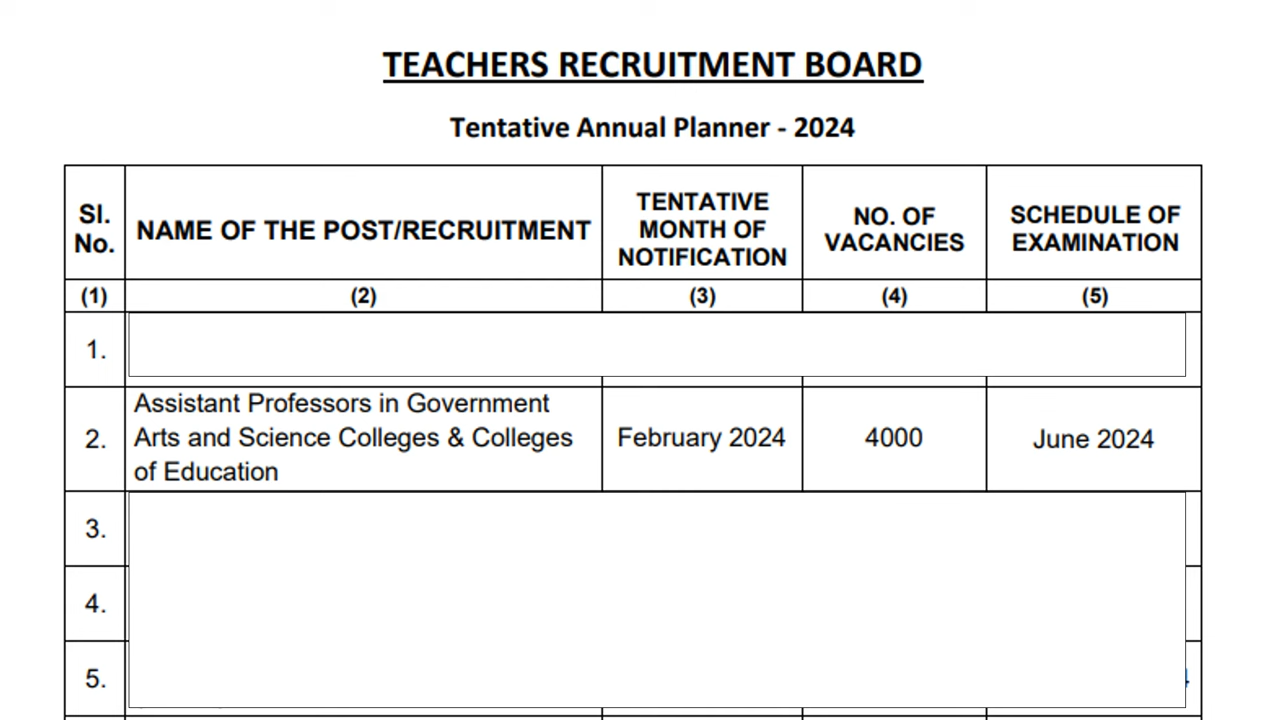 TEACHERS RECRUITMENT BOARD
Tentative Annual Planner - 2024
Sl. No. NAME OF THE POST/RECRUITMENT TENTATIVE MONTH OF NOTIFICATION NO. OF VACANCIES SCHEDULE OF EXAMINATION
(1) (2) (3) (4) (5)
1.
2. Assistant Professors in Government Arts and Science Colleges & Colleges of Education February 2024 4000 June 2024
3.
4.
5.